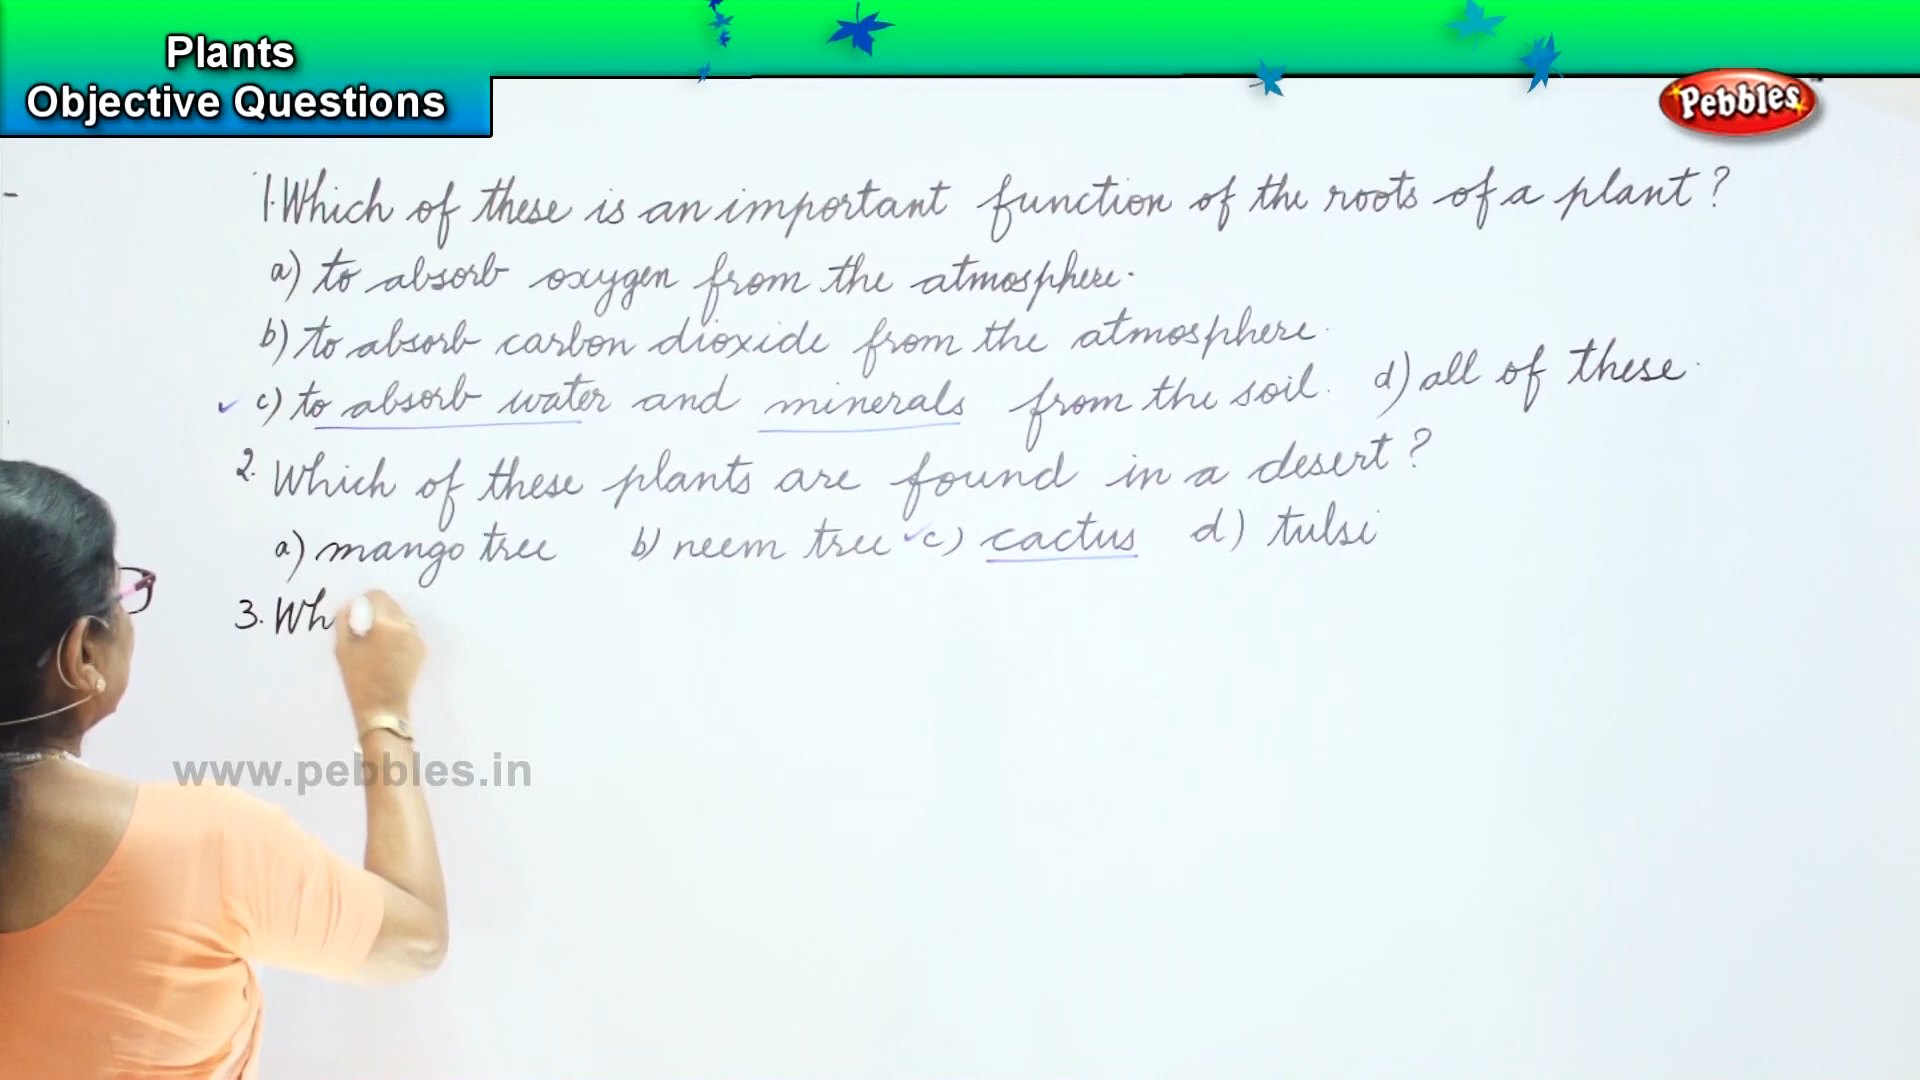 Plants
Objective Questions
Pebbles
1. Which of these is an important function of the roots of a plant?
a) to absorb oxygen from the atmosphere.
b) to absorb carbon dioxide from the atmosphere.
c) to absorb water and minerals from the soil. d) all of these.
2. Which of these plants are found in a desert?
a) mango tree b) neem tree c) cactus d) tulsi
3. Wh
www.pebbles.in